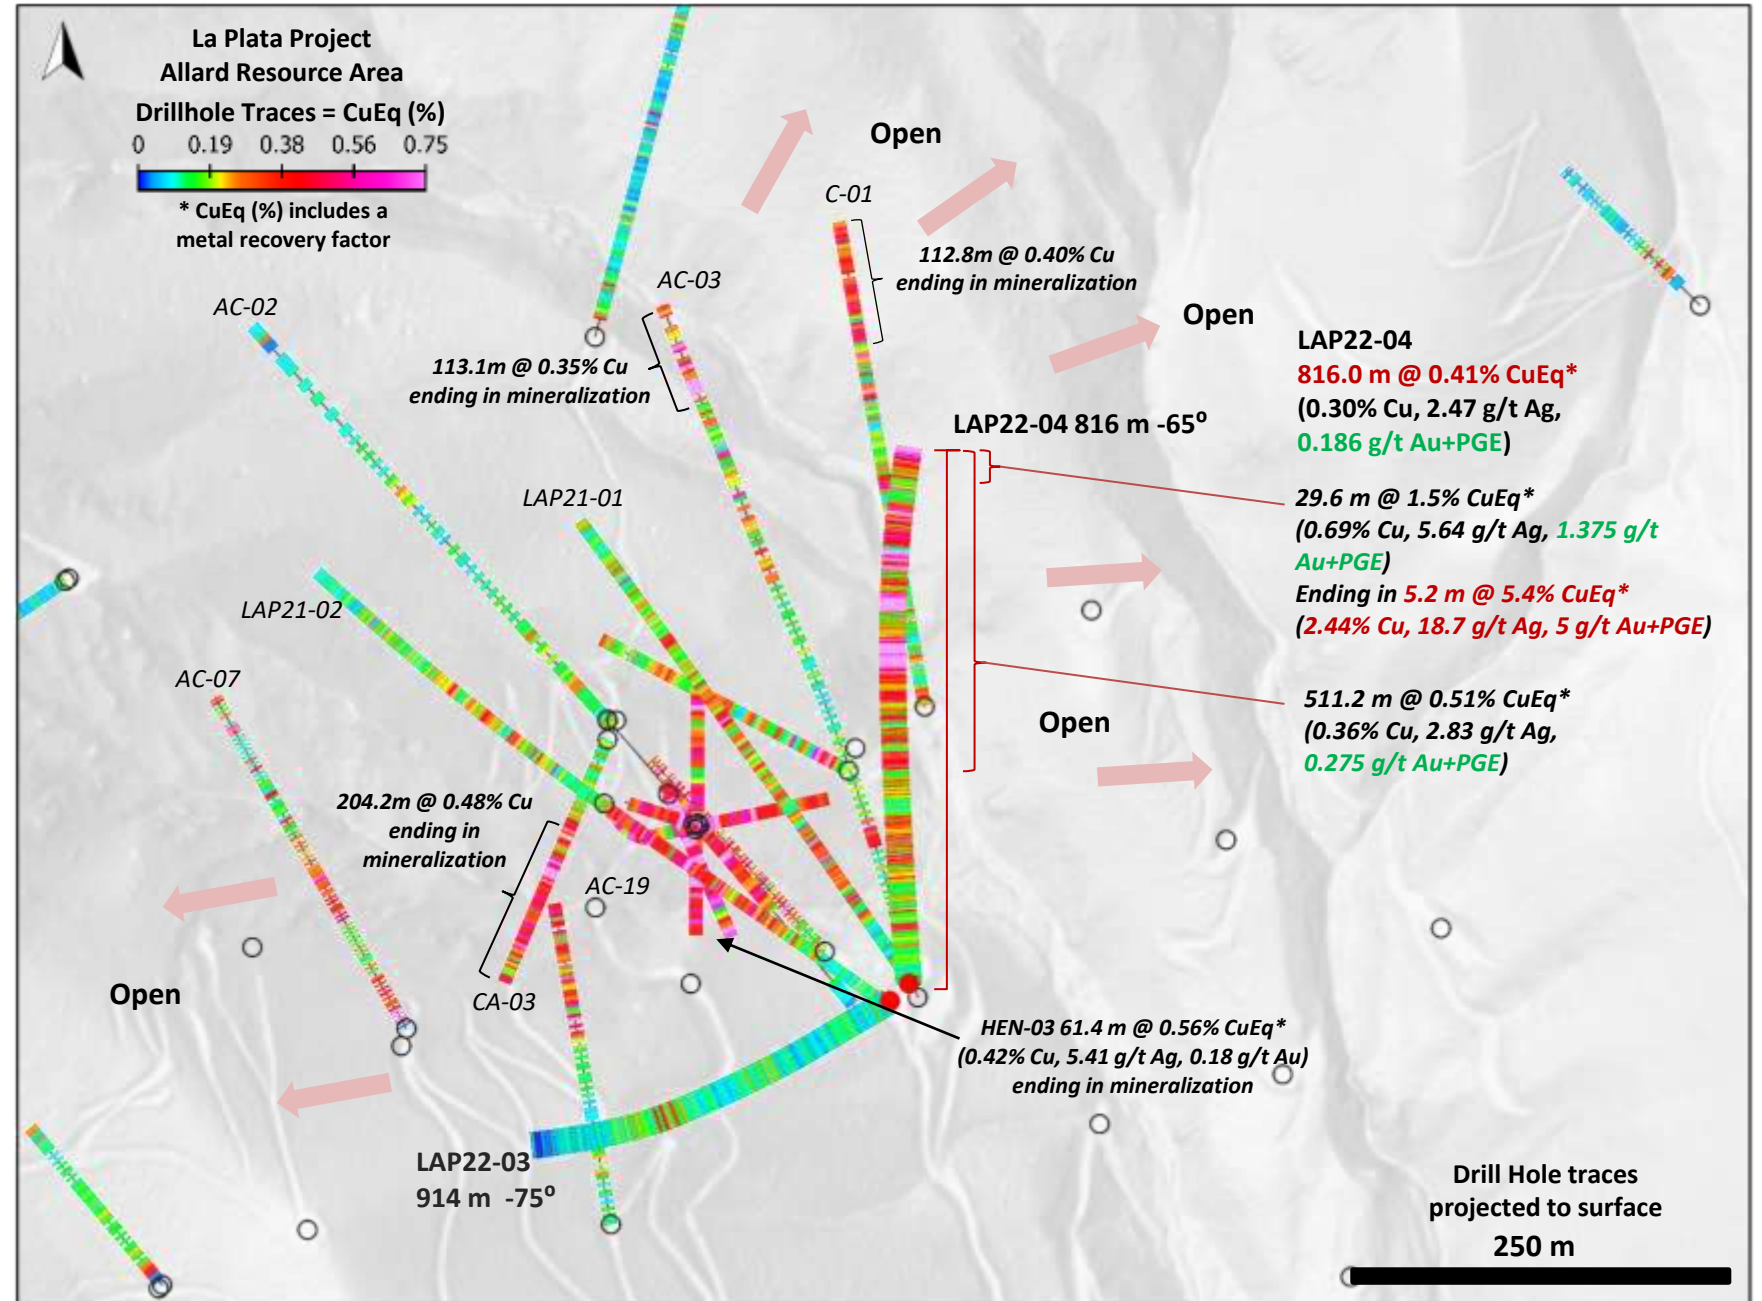 La Plata Project
Allard Resource Area
Drillhole Traces = CuEq (%)
0 0.19 0.38 0.56 0.75
* CuEq (%) includes a
metal recovery factor
Open
C-01
112.8m @ 0.40% Cu
ending in mineralization
AC-03
AC-02
113.1m @ 0.35% Cu
ending in mineralization
Open
LAP22-04
816.0 m @ 0.41% CuEq*
(0.30% Cu, 2.47 g/t Ag,
0.186 g/t Au+PGE)
LAP22-04 816 m -65⁰
29.6 m @ 1.5% CuEq*
(0.69% Cu, 5.64 g/t Ag, 1.375 g/t
Au+PGE)
Ending in 5.2 m @ 5.4% CuEq*
(2.44% Cu, 18.7 g/t Ag, 5 g/t Au+PGE)
LAP21-01
LAP21-02
AC-07
511.2 m @ 0.51% CuEq*
(0.36% Cu, 2.83 g/t Ag,
0.275 g/t Au+PGE)
Open
204.2m @ 0.48% Cu
ending in
mineralization
AC-19
CA-03
Open
HEN-03 61.4 m @ 0.56% CuEq*
(0.42% Cu, 5.41 g/t Ag, 0.18 g/t Au)
ending in mineralization
LAP22-03
914 m -75⁰
Drill Hole traces
projected to surface
250 m